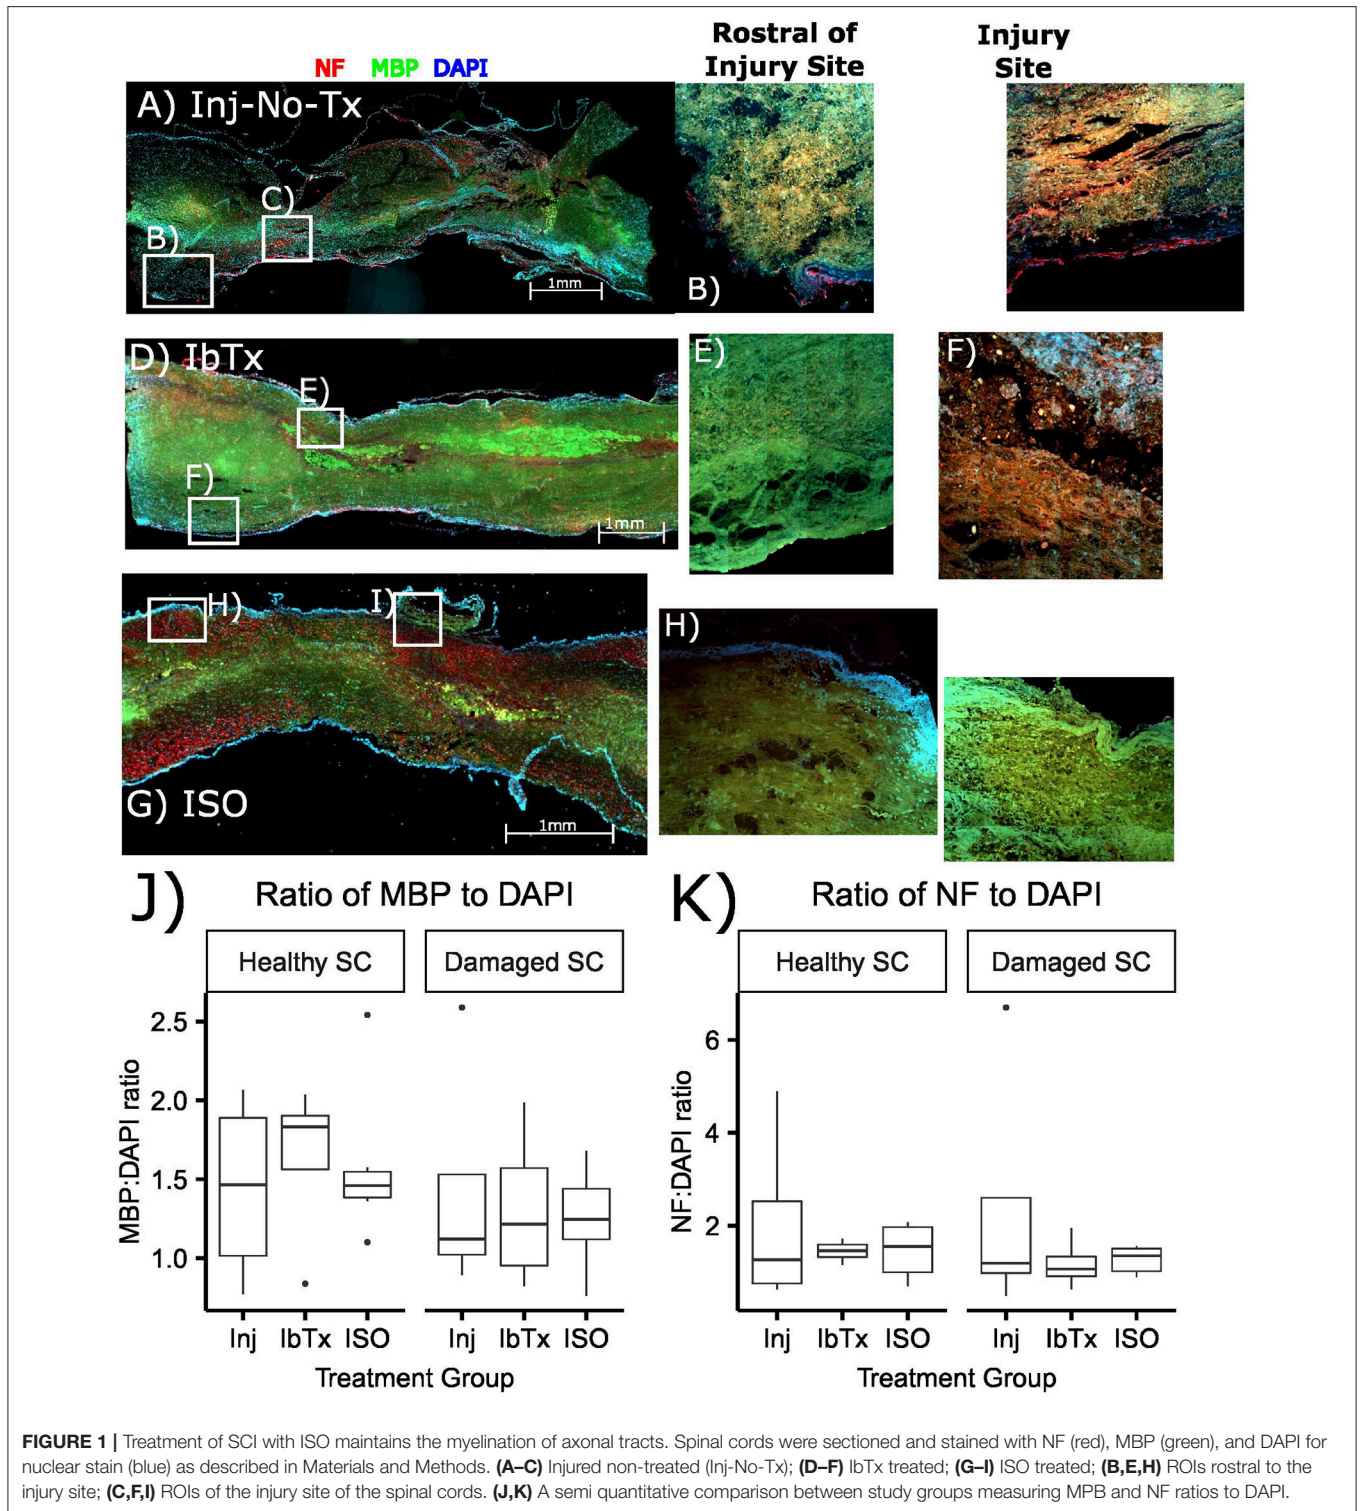 Rostral of
Injury Site
Injury
Site
NF MBP DAPI
A) Inj-No-Tx
C)
B)
1mm
B)
D) IbTx
E)
F)
1mm
E)
F)
H)
I)
G) ISO
1mm
H)
J) Ratio of MBP to DAPI
Healthy SC Damaged SC
MBP:DAPI ratio
2.5
2.0
1.5
1.0
Inj IbTx ISO Inj IbTx ISO
Treatment Group
K) Ratio of NF to DAPI
Healthy SC Damaged SC
NF:DAPI ratio
6
4
2
Inj IbTx ISO Inj IbTx ISO
Treatment Group
FIGURE 1 | Treatment of SCI with ISO maintains the myelination of axonal tracts. Spinal cords were sectioned and stained with NF (red), MBP (green), and DAPI for
nuclear stain (blue) as described in Materials and Methods. (A–C) Injured non-treated (Inj-No-Tx); (D–F) IbTx treated; (G–I) ISO treated; (B,E,H) ROIs rostral to the
injury site; (C,F,I) ROIs of the injury site of the spinal cords. (J,K) A semi quantitative comparison between study groups measuring MPB and NF ratios to DAPI.